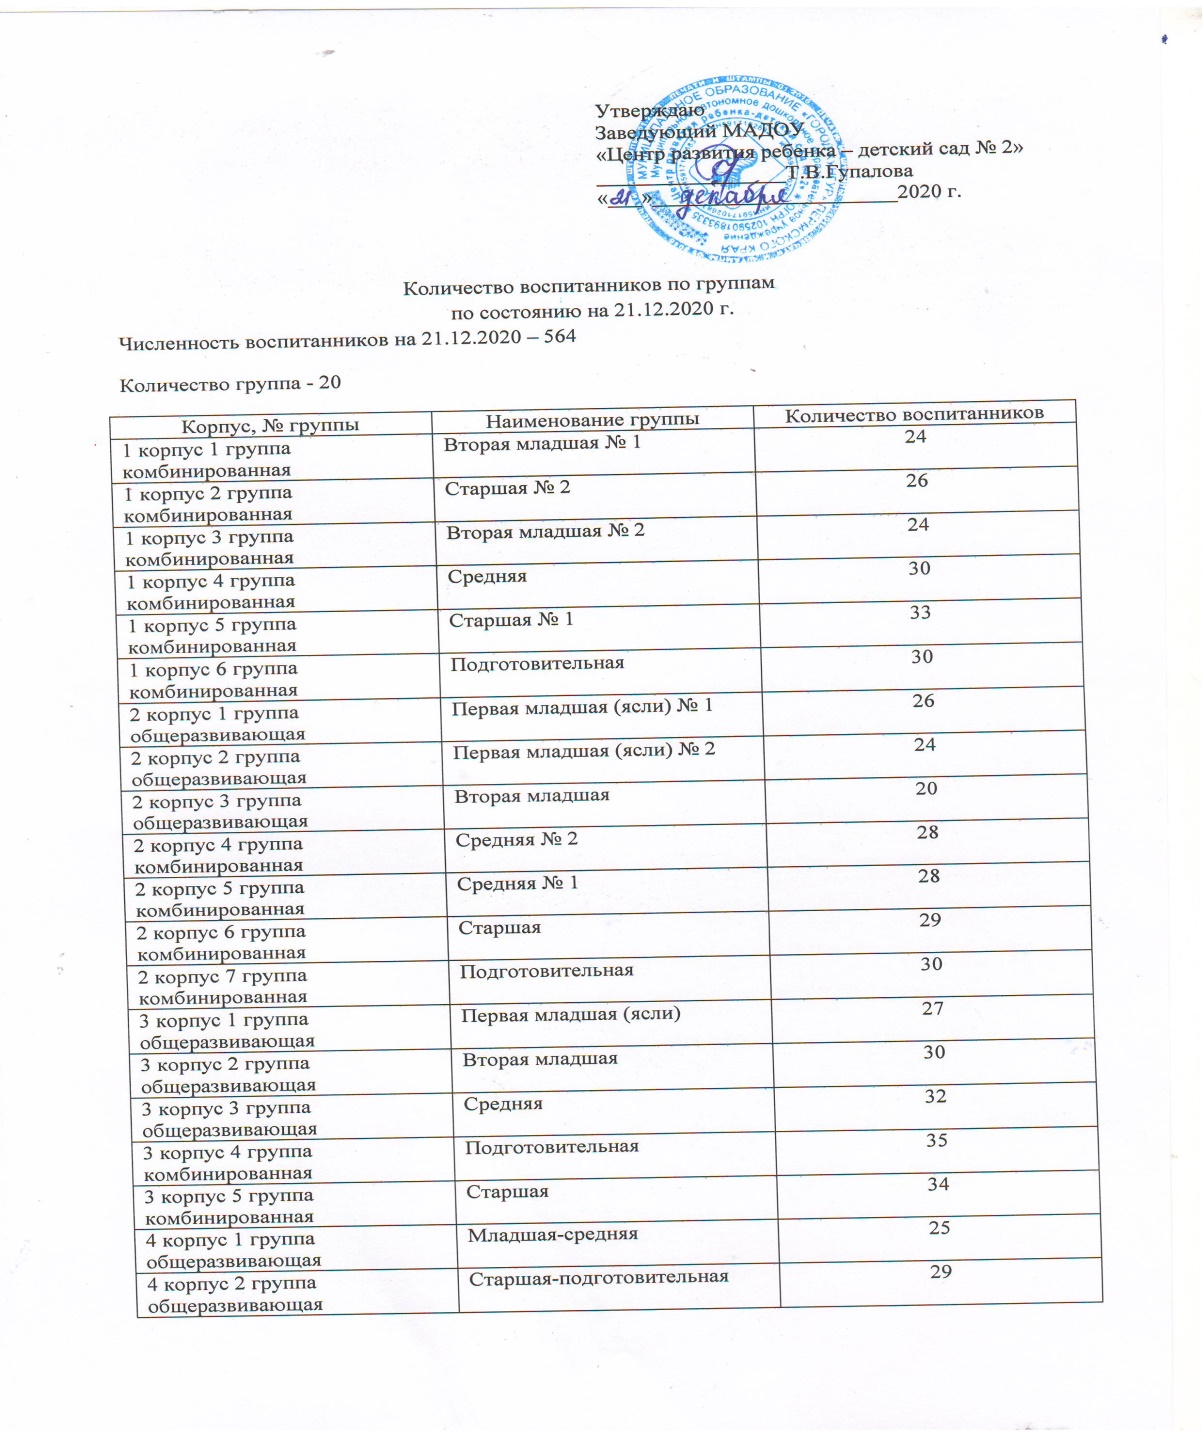 Утверждаю
Заведующий МАДОУ
«Центр развития ребенка – детский сад № 2»
Т.В.Гупалова
«21» декабря 2020 г.
Количество воспитанников по группам
по состоянию на 21.12.2020 г.
Численность воспитанников на 21.12.2020 – 564
Количество группа - 20
Корпус, № группы Наименование группы Количество воспитанников
1 корпус 1 группа Вторая младшая № 1 24
комбинированная
1 корпус 2 группа Старшая № 2 26
комбинированная
1 корпус 3 группа Вторая младшая № 2 24
комбинированная
1 корпус 4 группа Средняя 30
комбинированная
1 корпус 5 группа Старшая № 1 33
комбинированная
1 корпус 6 группа Подготовительная 30
комбинированная
2 корпус 1 группа Первая младшая (ясли) № 1 26
общеразвивающая
2 корпус 2 группа Первая младшая (ясли) № 2 24
общеразвивающая
2 корпус 3 группа Вторая младшая 20
общеразвивающая
2 корпус 4 группа Средняя № 2 28
комбинированная
2 корпус 5 группа Средняя № 1 28
комбинированная
2 корпус 6 группа Старшая 29
комбинированная
2 корпус 7 группа Подготовительная 30
комбинированная
3 корпус 1 группа Первая младшая (ясли) 27
общеразвивающая
3 корпус 2 группа Вторая младшая 30
общеразвивающая
3 корпус 3 группа Средняя 32
общеразвивающая
3 корпус 4 группа Подготовительная 35
комбинированная
3 корпус 5 группа Старшая 34
комбинированная
4 корпус 1 группа Младшая-средняя 25
общеразвивающая
4 корпус 2 группа Старшая-подготовительная 29
общеразвивающая